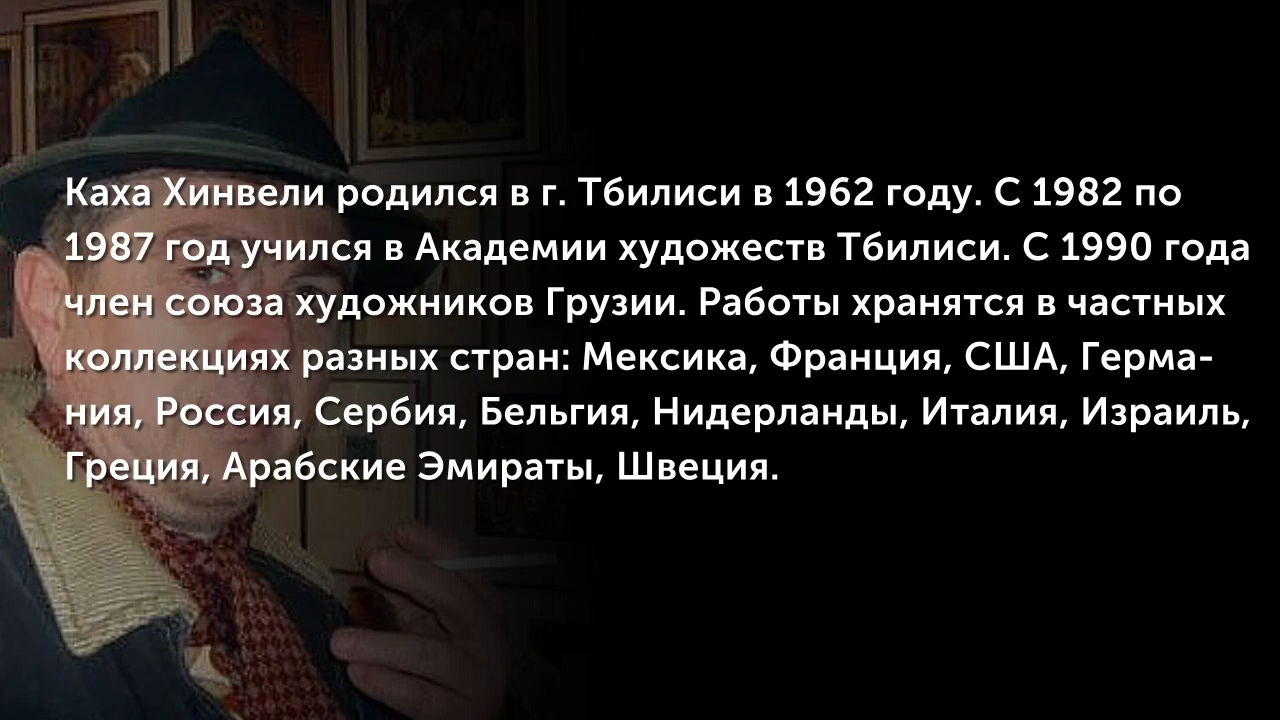 Каха Хинвели родился в г. Тбилиси в 1962 году. С 1982 по
1987 год учился в Академии художеств Тбилиси. С 1990 года
член союза художников Грузии. Работы хранятся в частных
коллекциях разных стран: Мексика, Франция, США, Герма-
ния, Россия, Сербия, Бельгия, Нидерланды, Италия, Израиль,
Греция, Арабские Эмираты, Швеция.